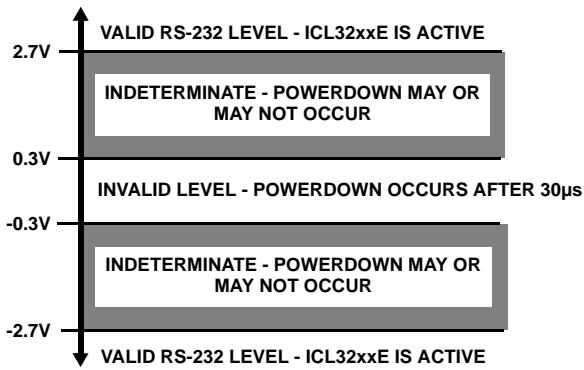 VALID RS-232 LEVEL - ICL32xxE IS ACTIVE
2.7V
INDETERMINATE - POWERDOWN MAY OR
MAY NOT OCCUR
0.3V
INVALID LEVEL - POWERDOWN OCCURS AFTER 30µs
-0.3V
INDETERMINATE - POWERDOWN MAY OR
MAY NOT OCCUR
-2.7V
VALID RS-232 LEVEL - ICL32xxE IS ACTIVE